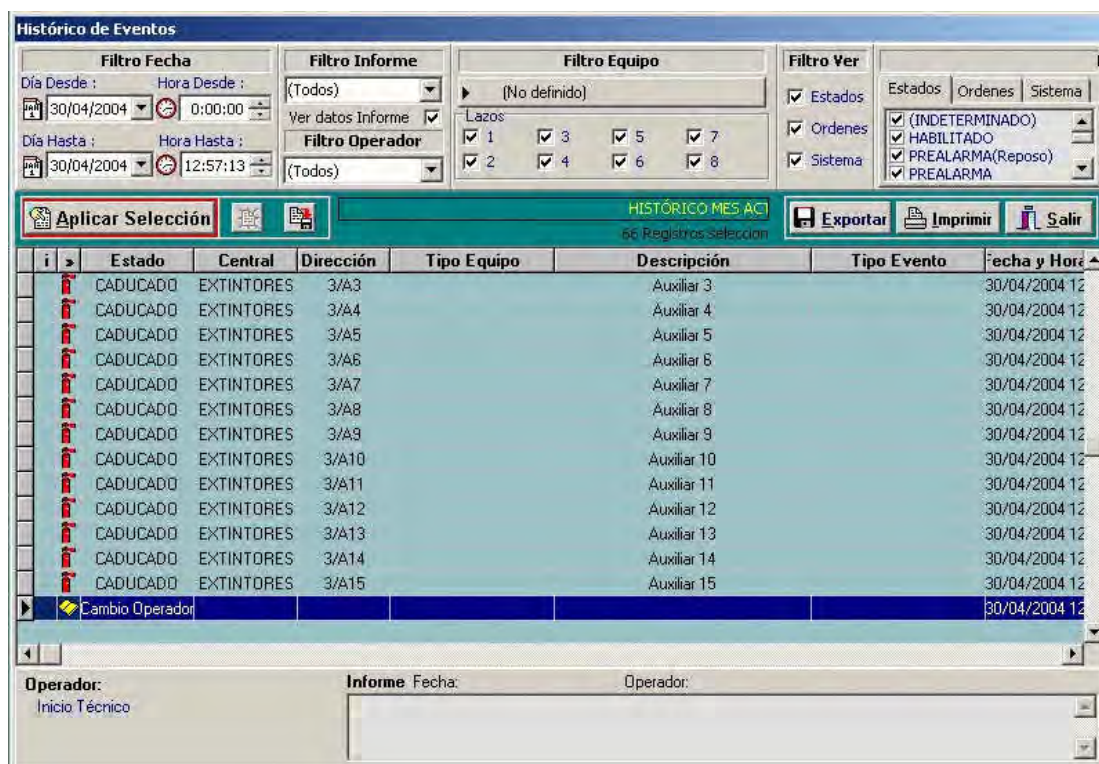 Histórico de Eventos
Filtro Fecha
Filtro Informe
Filtro Equipo
Filtro Ver
Día Desde : Hora Desde :
30/04/2004 0:00:00
Día Hasta : Hora Hasta :
30/04/2004 12:57:13
(Todos)
Ver datos Informe
Filtro Operador
(Todos)
(No definido)
Lazos
1 3 5 7
2 4 6 8
Estados
Ordenes
Sistema
Estados Ordenes Sistema
(INDETERMINADO)
HABILITADO
PREALARMA(Reposo)
PREALARMA
Aplicar Selección
HISTÓRICO MES ACT
66 Registros seleccion
Exportar Imprimir Salir
i » Estado Central Dirección Tipo Equipo Descripción Tipo Evento Fecha y Hora
CADUCADO EXTINTORES 3/A3 Auxiliar 3 30/04/2004 12
CADUCADO EXTINTORES 3/A4 Auxiliar 4 30/04/2004 12
CADUCADO EXTINTORES 3/A5 Auxiliar 5 30/04/2004 12
CADUCADO EXTINTORES 3/A6 Auxiliar 6 30/04/2004 12
CADUCADO EXTINTORES 3/A7 Auxiliar 7 30/04/2004 12
CADUCADO EXTINTORES 3/A8 Auxiliar 8 30/04/2004 12
CADUCADO EXTINTORES 3/A9 Auxiliar 9 30/04/2004 12
CADUCADO EXTINTORES 3/A10 Auxiliar 10 30/04/2004 12
CADUCADO EXTINTORES 3/A11 Auxiliar 11 30/04/2004 12
CADUCADO EXTINTORES 3/A12 Auxiliar 12 30/04/2004 12
CADUCADO EXTINTORES 3/A13 Auxiliar 13 30/04/2004 12
CADUCADO EXTINTORES 3/A14 Auxiliar 14 30/04/2004 12
CADUCADO EXTINTORES 3/A15 Auxiliar 15 30/04/2004 12
Cambio Operador 30/04/2004 12
Operador:
Inicio Técnico
Informe Fecha: Operador: